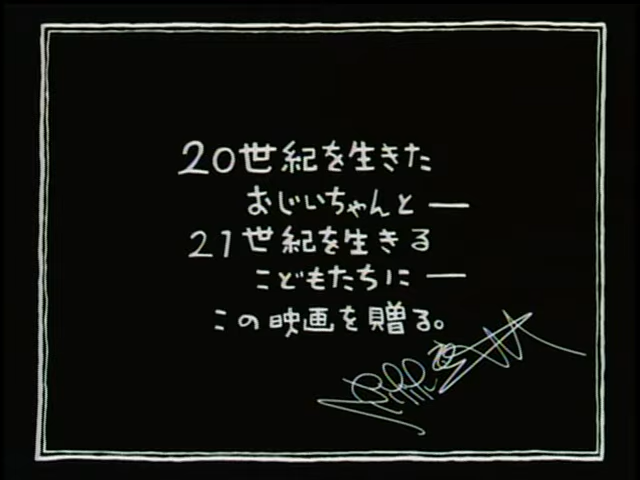 20世紀を生きた
おじいちゃんと―
21世紀を生きる
こどもたちに―
この映画を贈る。